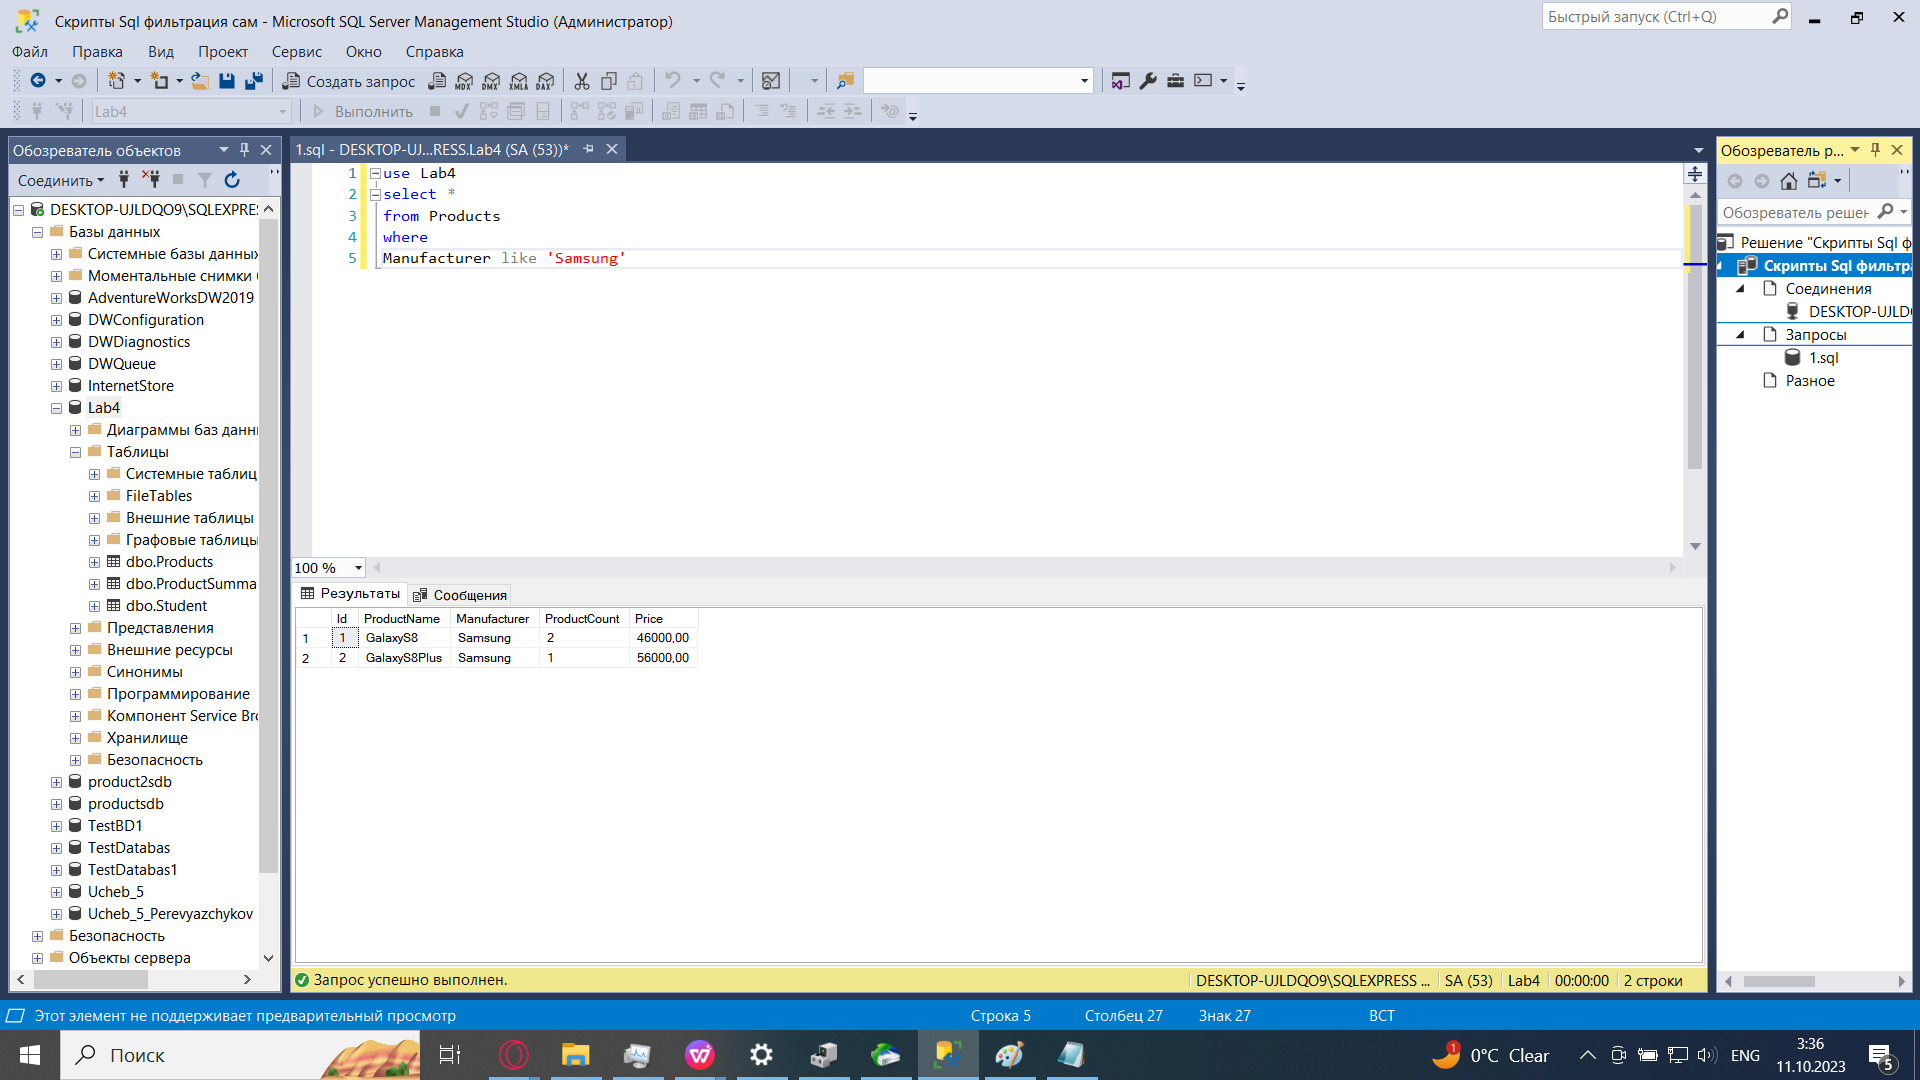 Скрипты Sql фильтрация сам - Microsoft SQL Server Management Studio (Администратор)
Быстрый запуск (Ctrl+Q)
Файл Правка Вид Проект Сервис Окно Справка
Создать запрос
MDX DMX XMLA DAX
Lab4
Выполнить
Обозреватель объектов
Соединить
DESKTOP-UJLDQO9\SQLEXPRE
Базы данных
Системные базы данных
Моментальные снимки
AdventureWorksDW2019
DWConfiguration
DWDiagnostics
DWQueue
InternetStore
Lab4
Диаграммы баз данн
Таблицы
Системные таблиц
FileTables
Внешние таблицы
Графовые таблицы
dbo.Products
dbo.ProductSumma
dbo.Student
Представления
Внешние ресурсы
Синонимы
Программирование
Компонент Service Bro
Хранилище
Безопасность
product2sdb
productsdb
TestBD1
TestDatabas
TestDatabas1
Ucheb_5
Ucheb_5_Perevyazchykov
Безопасность
Объекты сервера
1.sql - DESKTOP-UJ...RESS.Lab4 (SA (53))*
1 use Lab4
2 select *
3 from Products
4 where
5 Manufacturer like 'Samsung'
100 %
Результаты Сообщения
Id ProductName Manufacturer ProductCount Price
1 1 GalaxyS8 Samsung 2 46000,00
2 2 GalaxyS8Plus Samsung 1 56000,00
Запрос успешно выполнен.
DESKTOP-UJLDQO9\SQLEXPRESS ... SA (53) Lab4 00:00:00 2 строки
Обозреватель р...
Обозреватель решен
Решение "Скрипты Sql ф
Скрипты Sql фильтра
Соединения
DESKTOP-UJLD
Запросы
1.sql
Разное
Этот элемент не поддерживает предварительный просмотр
Строка 5 Столбец 27 Знак 27 ВСТ
Поиск
1
0°C Clear
ENG
3:36
11.10.2023
5